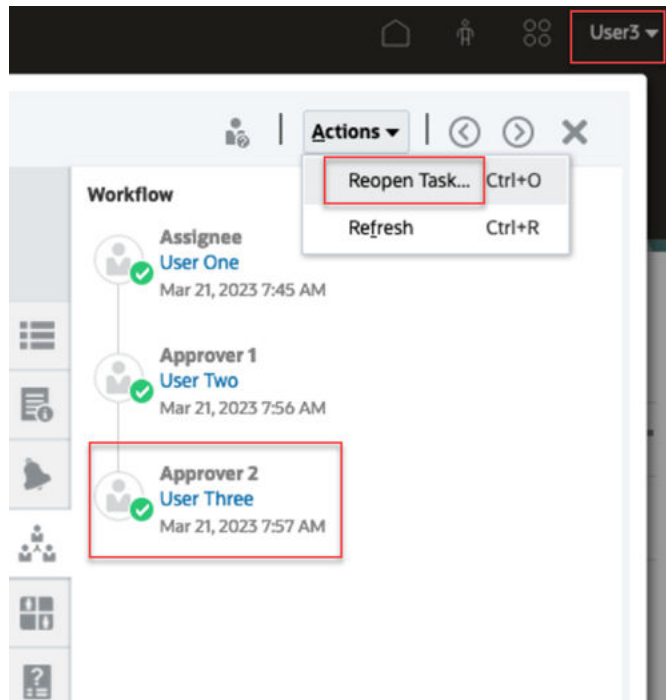 User3
Actions
Reopen Task... Ctrl+O
Refresh Ctrl+R
Workflow
Assignee
User One
Mar 21, 2023 7:45 AM
Approver 1
User Two
Mar 21, 2023 7:56 AM
Approver 2
User Three
Mar 21, 2023 7:57 AM